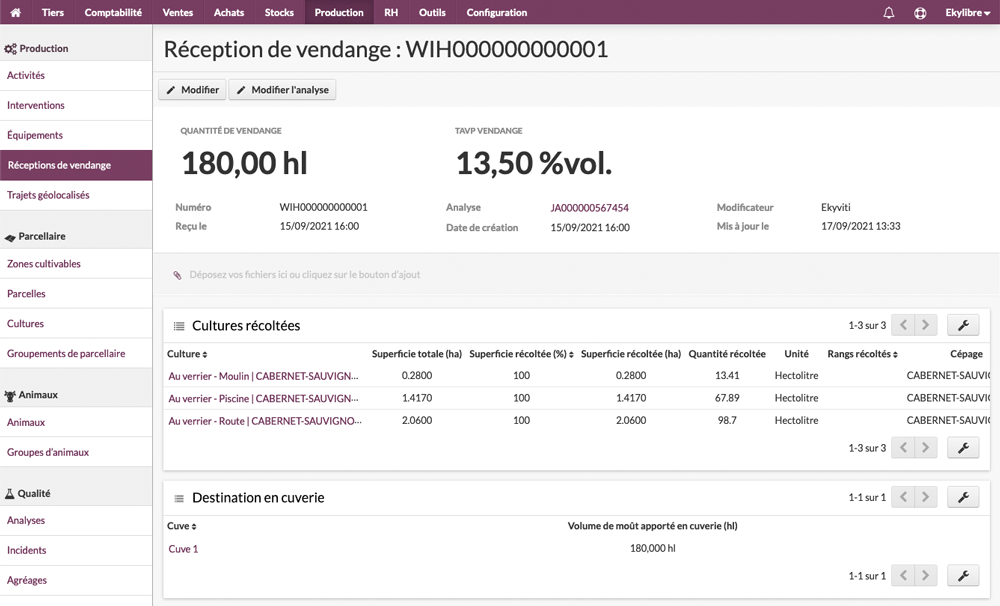 Tiers Comptabilité Ventes Achats Stocks Production RH Outils Configuration Ekylibre
Production
Activités
Interventions
Équipements
Réceptions de vendange
Trajets géolocalisés
Parcellaire
Zones cultivables
Parcelles
Cultures
Groupements de parcellaire
Animaux
Animaux
Groupes d'animaux
Qualité
Analyses
Incidents
Agréages
Réception de vendange : WIH000000000001
Modifier Modifier l'analyse
QUANTITÉ DE VENDANGE TAVP VENDANGE
180,00 hl 13,50 %vol.
Numéro WIH000000000001 Analyse JA000000567454 Modificateur Ekyviti
Reçu le 15/09/2021 16:00 Date de création 15/09/2021 16:00 Mis à jour le 17/09/2021 13:33
Déposez vos fichiers ici ou cliquez sur le bouton d'ajout
Cultures récoltées 1-3 sur 3
Culture Superficie totale (ha) Superficie récoltée (%) Superficie récoltée (ha) Quantité récoltée Unité Rangs récoltés Cépage
Au verrier - Moulin | CABERNET-SAUVIGN... 0.2800 100 0.2800 13.41 Hectolitre CABERNET-SAUVI
Au verrier - Piscine | CABERNET-SAUVIGN... 1.4170 100 1.4170 67.89 Hectolitre CABERNET-SAUVI
Au verrier - Route | CABERNET-SAUVIGNO... 2.0600 100 2.0600 98.7 Hectolitre CABERNET-SAUVI
1-3 sur 3
Destination en cuverie 1-1 sur 1
Cuve Volume de moût apporté en cuverie (hl)
Cuve 1 180,000 hl
1-1 sur 1